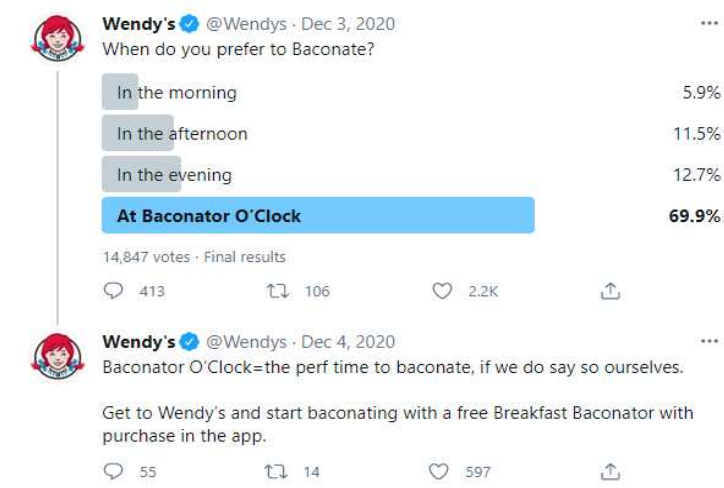 Wendy's @Wendys · Dec 3, 2020
When do you prefer to Baconate?
In the morning 5.9%
In the afternoon 11.5%
In the evening 12.7%
At Baconator O'Clock 69.9%
14,847 votes · Final results
413 106 2.2K
Wendy's @Wendys · Dec 4, 2020
Baconator O'Clock=the perf time to baconate, if we do say so ourselves.
Get to Wendy's and start baconating with a free Breakfast Baconator with
purchase in the app.
55 14 597